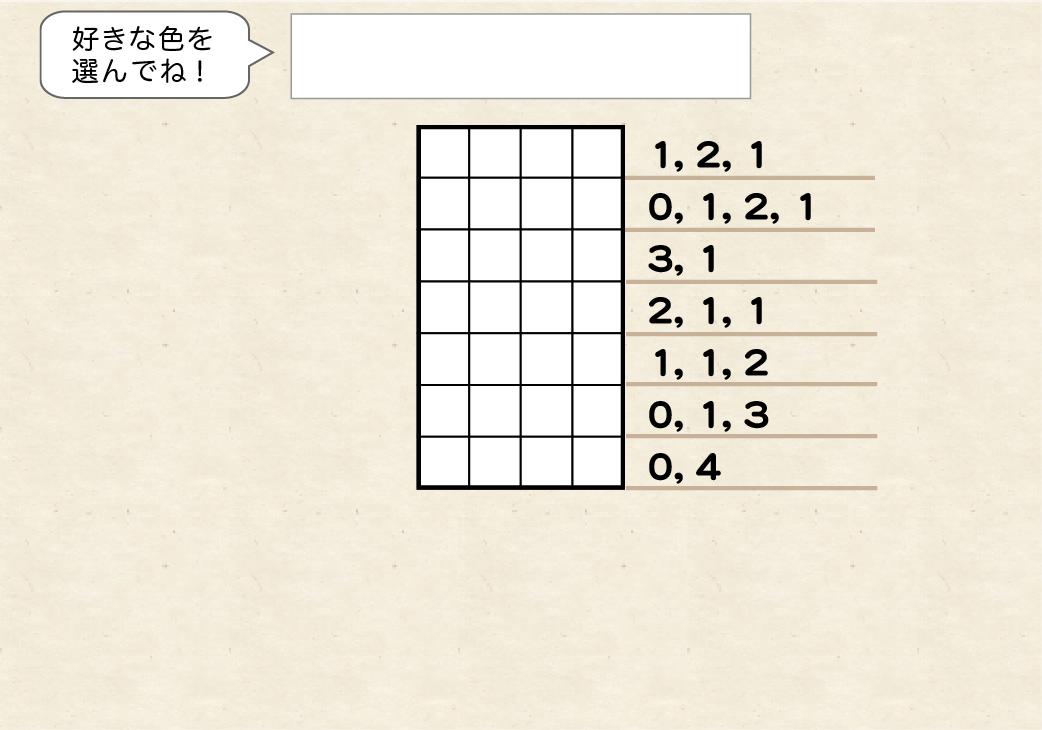 好きな色を
選んでね！
1, 2, 1
0, 1, 2, 1
3, 1
2, 1, 1
1, 1, 2
0, 1, 3
0, 4